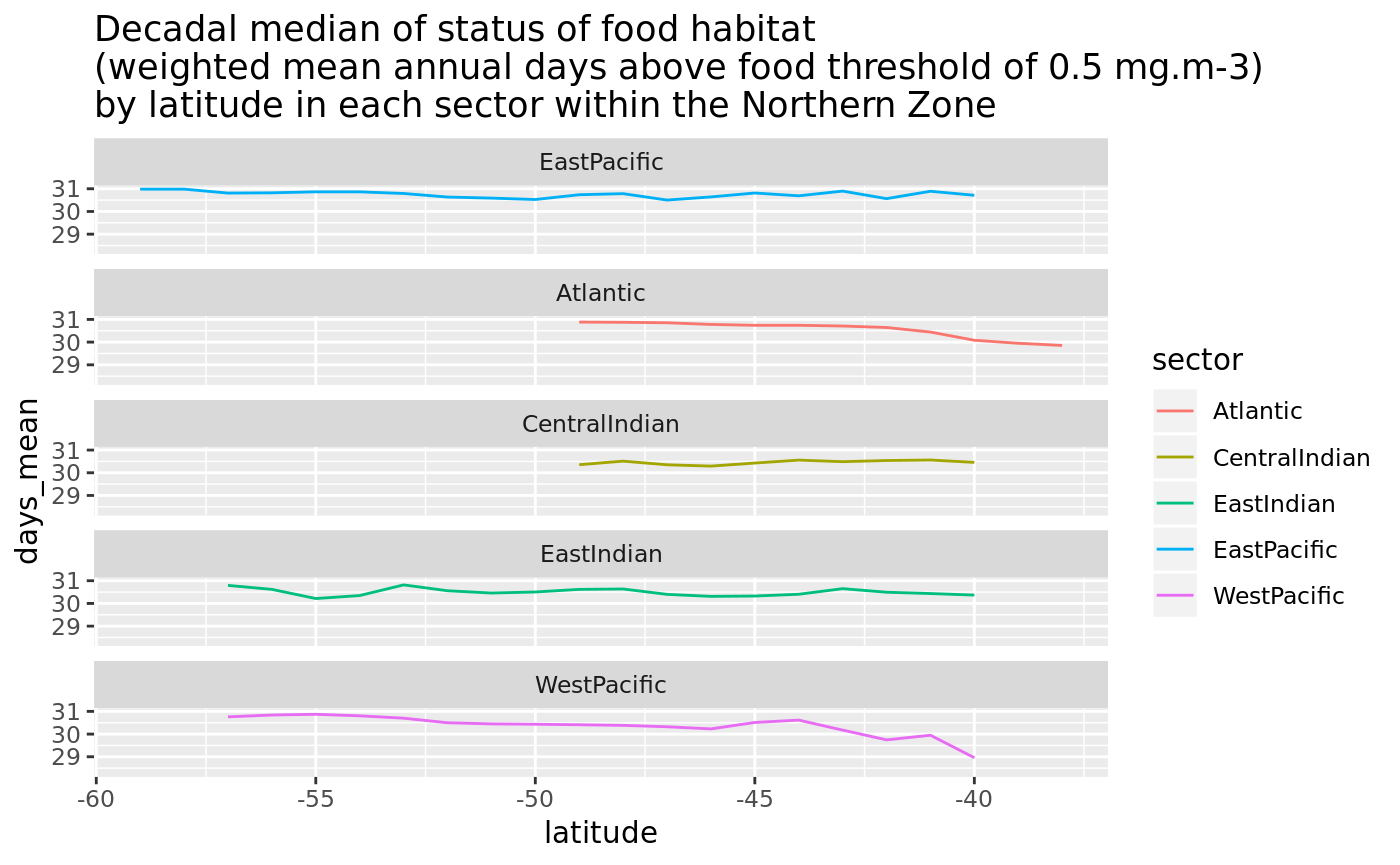 Decadal median of status of food habitat
(weighted mean annual days above food threshold of 0.5 mg.m-3)
by latitude in each sector within the Northern Zone
EastPacific
31
30
29
Atlantic
31
30
29
CentralIndian
31
30
29
EastIndian
31
30
29
WestPacific
31
30
29
-60
-55
-50
-45
-40
latitude
days_mean
sector
Atlantic
CentralIndian
EastIndian
EastPacific
WestPacific